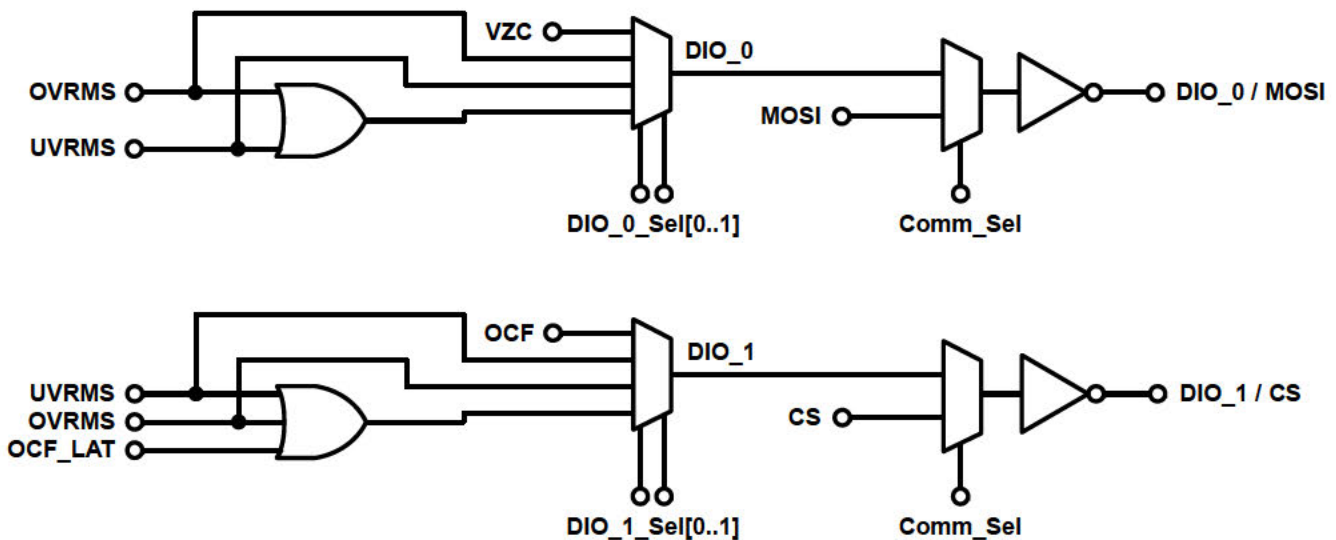 VZC
DIO_0
OVRMS
MOSI
DIO_0 / MOSI
UVRMS
DIO_0_Sel[0..1]
Comm_Sel
OCF
DIO_1
UVRMS
OVRMS
CS
DIO_1 / CS
OCF_LAT
DIO_1_Sel[0..1]
Comm_Sel